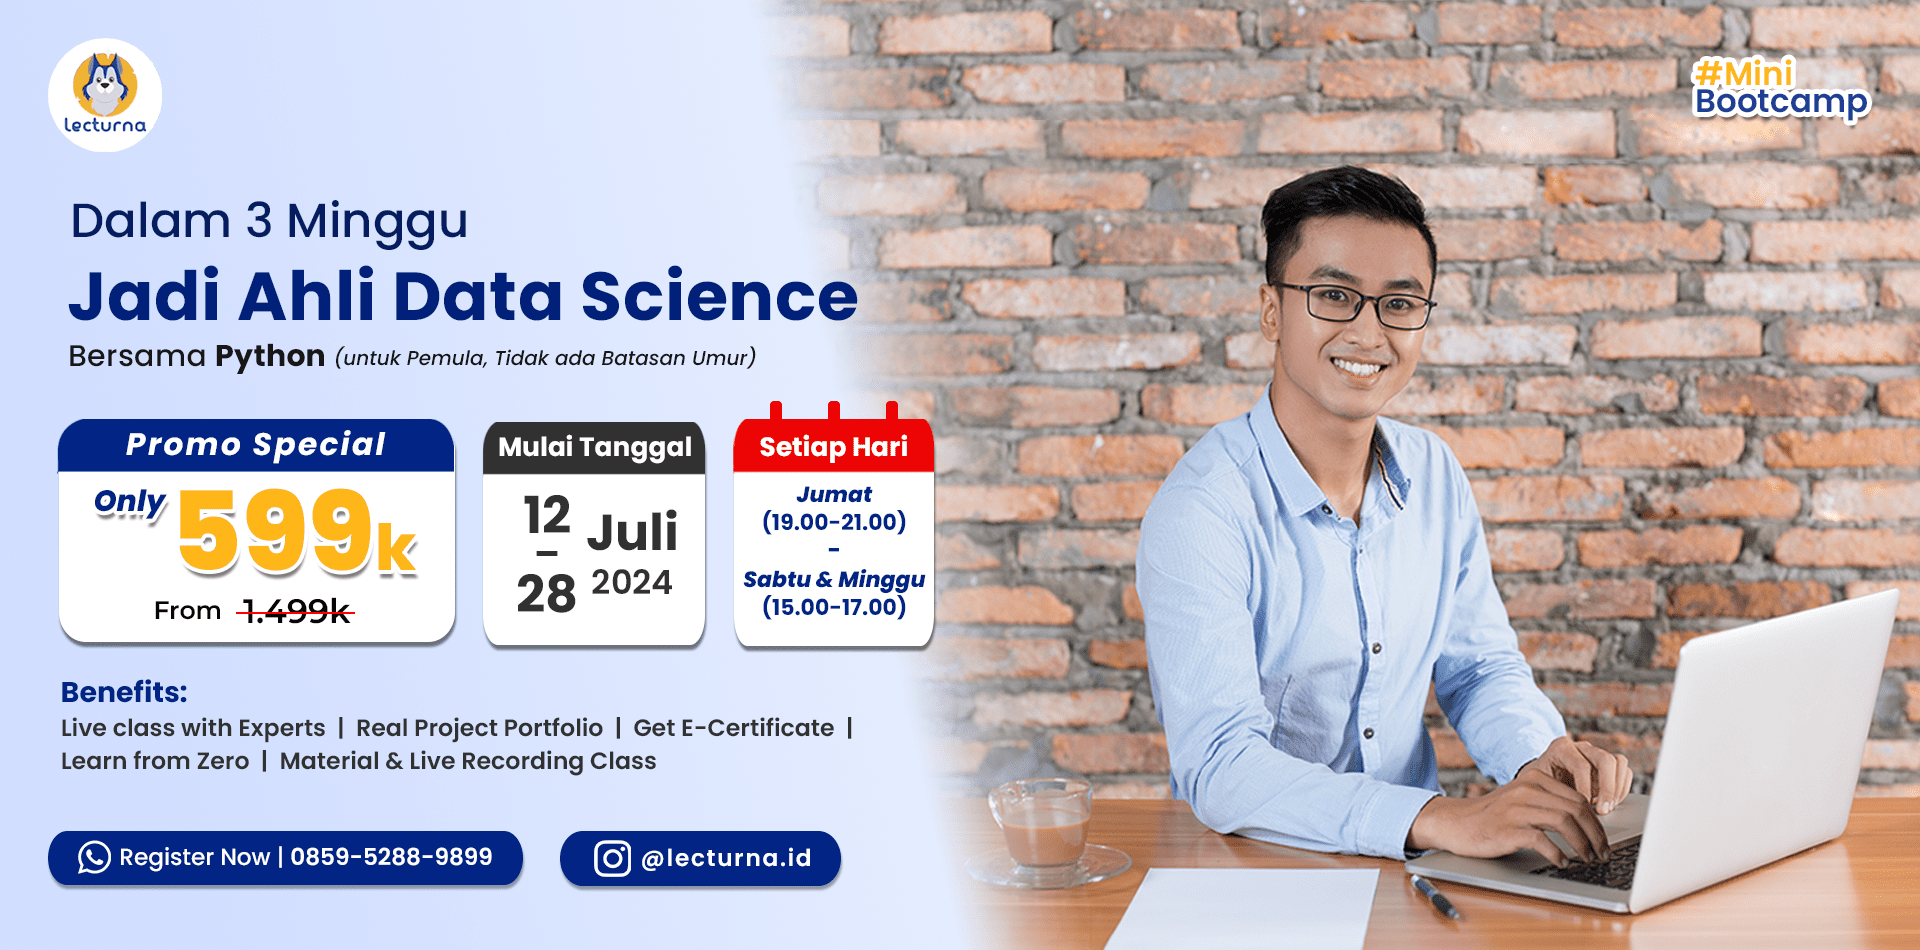 lecturna
#Mini
Bootcamp
Dalam 3 Minggu
Jadi Ahli Data Science
Bersama Python (untuk Pemula, Tidak ada Batasan Umur)
Promo Special
Only 599k
From 1.499k
Mulai Tanggal
12 - 28 Juli 2024
Setiap Hari
Jumat
(19.00-21.00)
-
Sabtu & Minggu
(15.00-17.00)
Benefits:
Live class with Experts | Real Project Portfolio | Get E-Certificate |
Learn from Zero | Material & Live Recording Class
Register Now | 0859-5288-9899
@lecturna.id